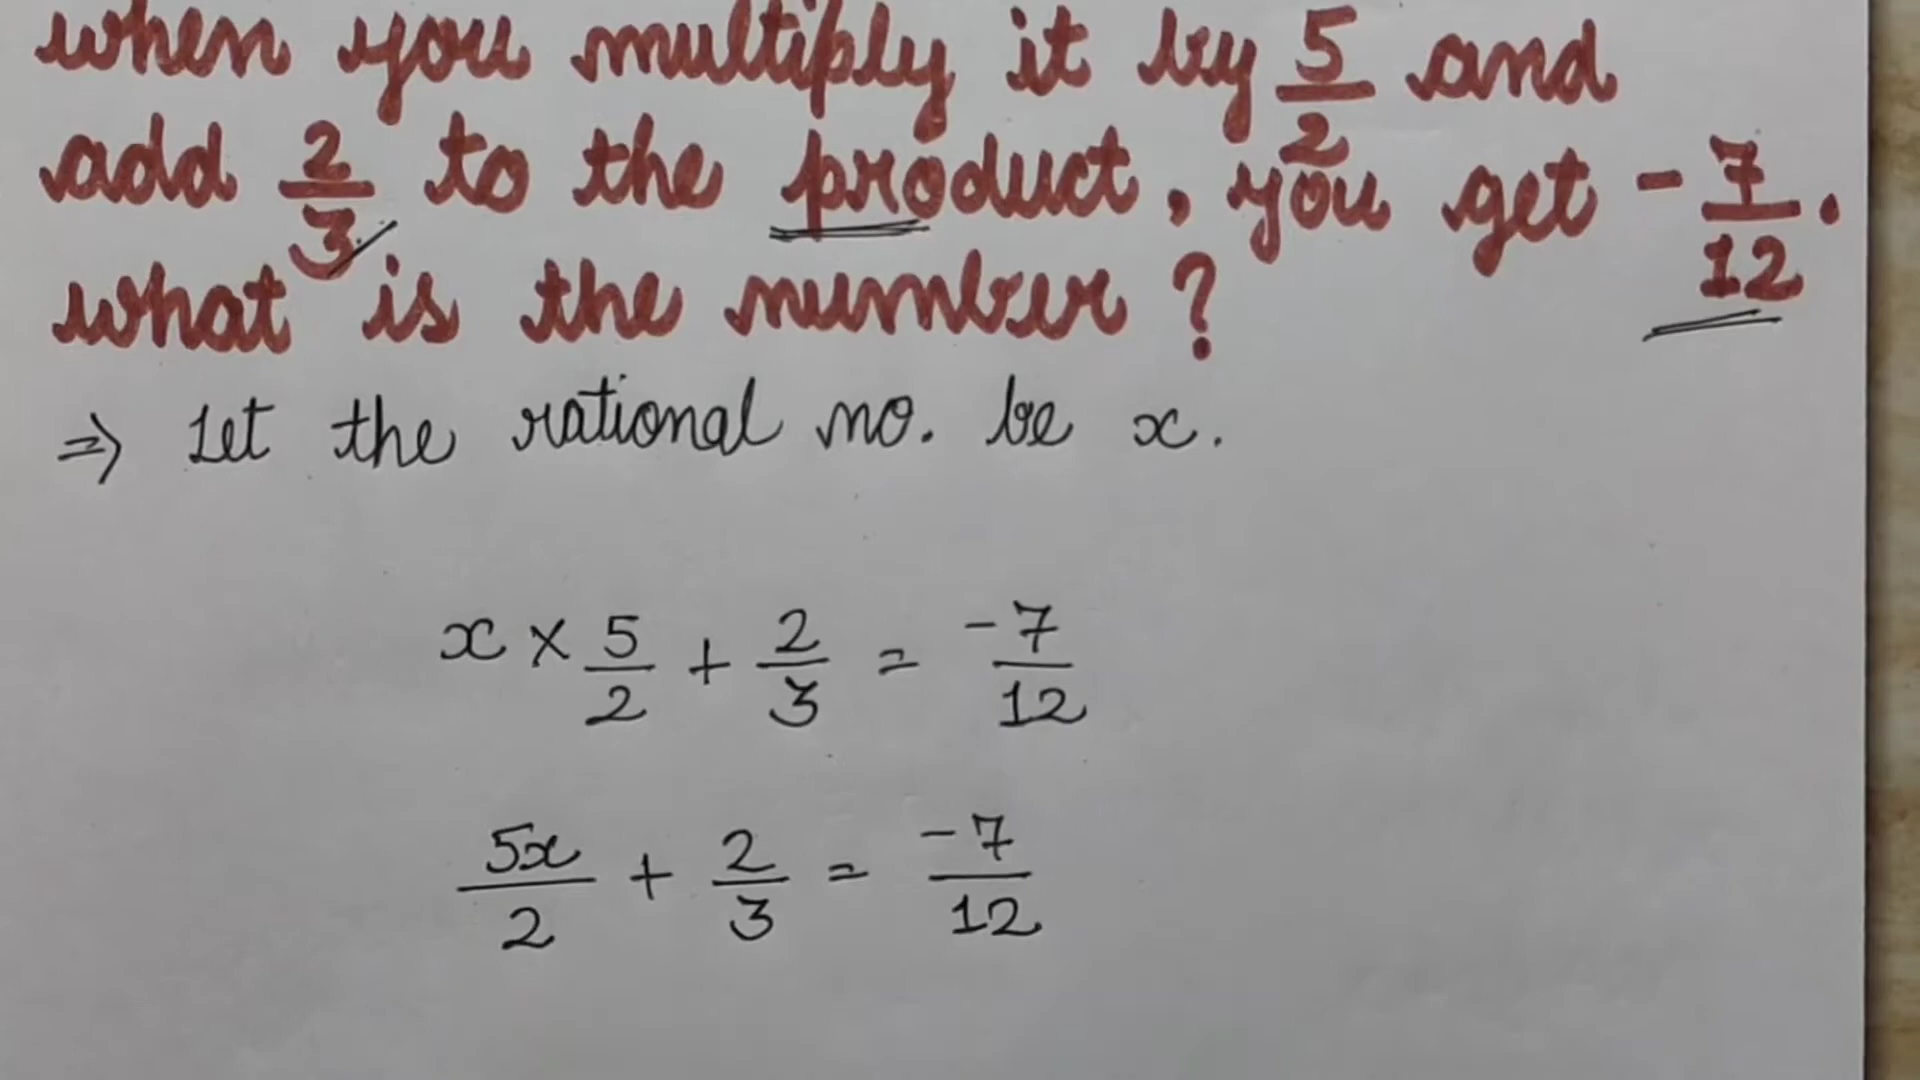 when you multiply it by 5/2 and
add 2/3 to the product, you get -7/12.
what is the number?
⇒ Let the rational no. be x.
x × 5/2 + 2/3 = -7/12
5x/2 + 2/3 = -7/12